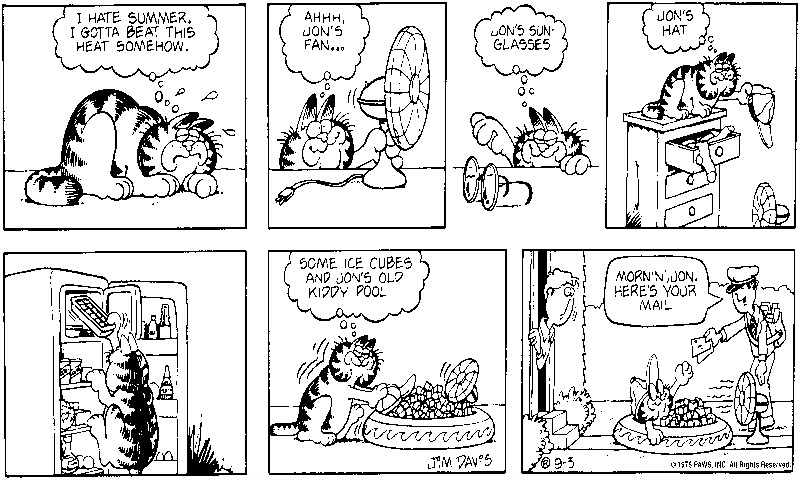 I HATE SUMMER.
I GOTTA BEAT THIS
HEAT SOMEHOW.
AHHH,
JON'S
FAN...
JON'S SUN-
GLASSES
JON'S
HAT
SOME ICE CUBES
AND JON'S OLD
KIDDY POOL
JIM DAVIS
MORN'N', JON.
HERE'S YOUR
MAIL
9-3
© 1978 PAWS, INC. All Rights Reserved.